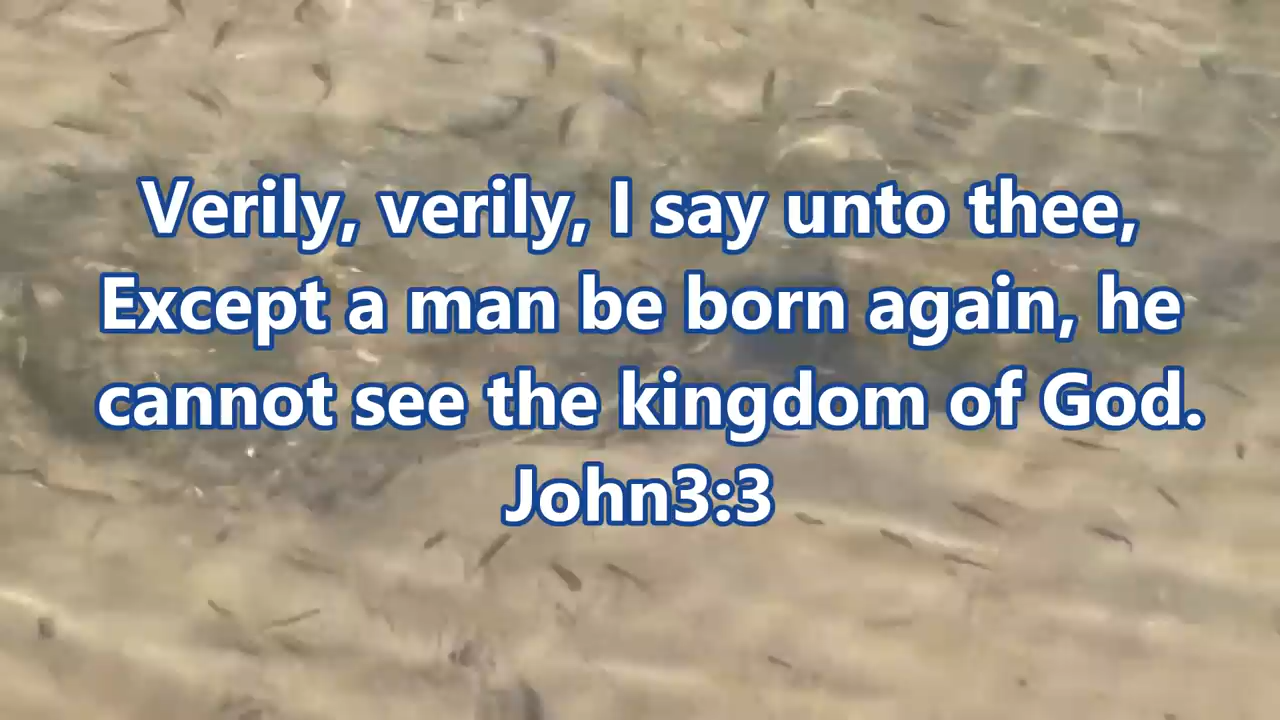 Verily, verily, I say unto thee,
Except a man be born again, he
cannot see the kingdom of God.
John3:3